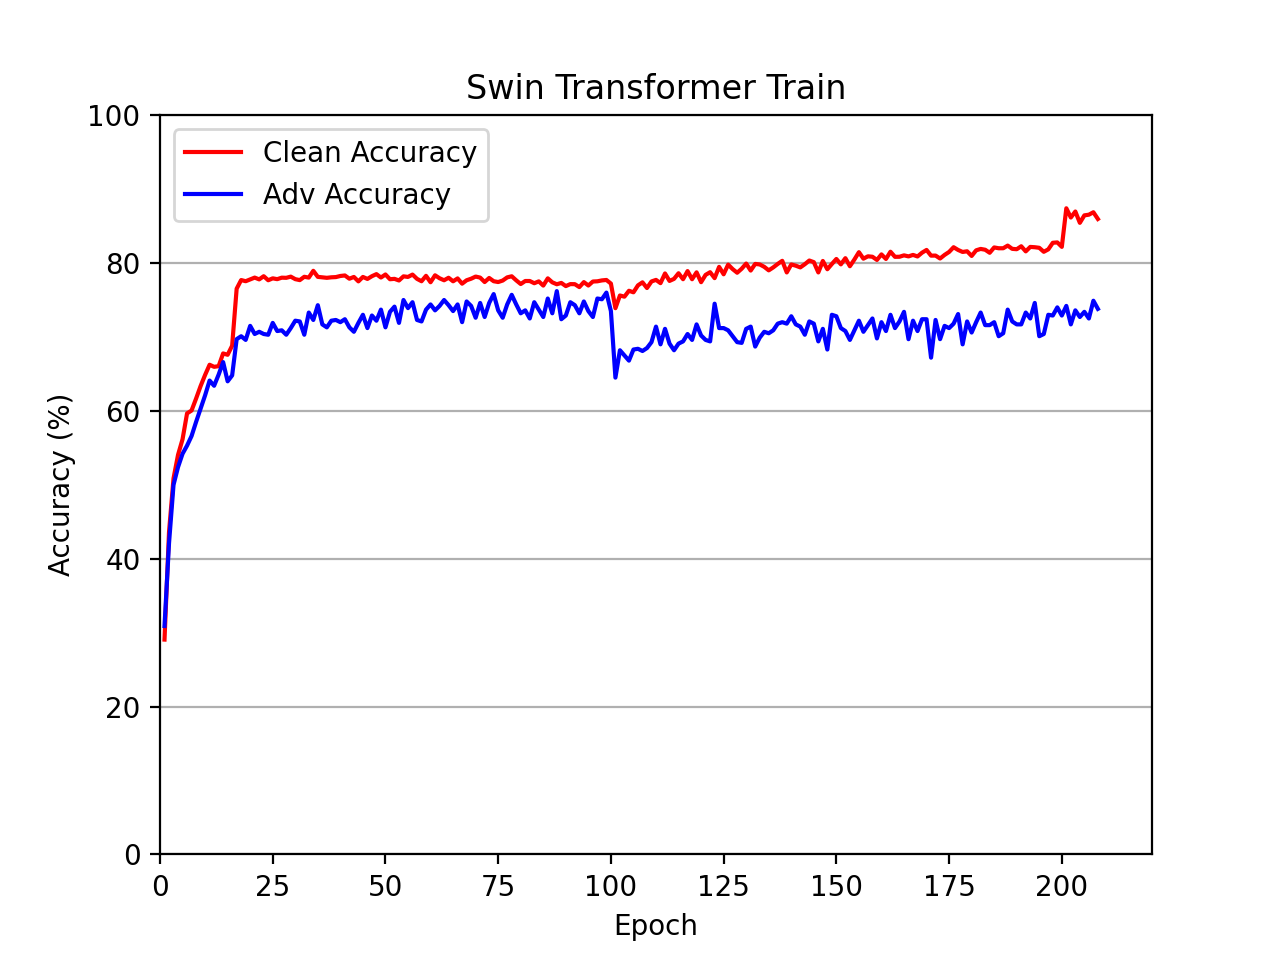 Swin Transformer Train
Clean Accuracy
Adv Accuracy
Accuracy (%)
100
80
60
40
20
0
0 25 50 75 100 125 150 175 200
Epoch